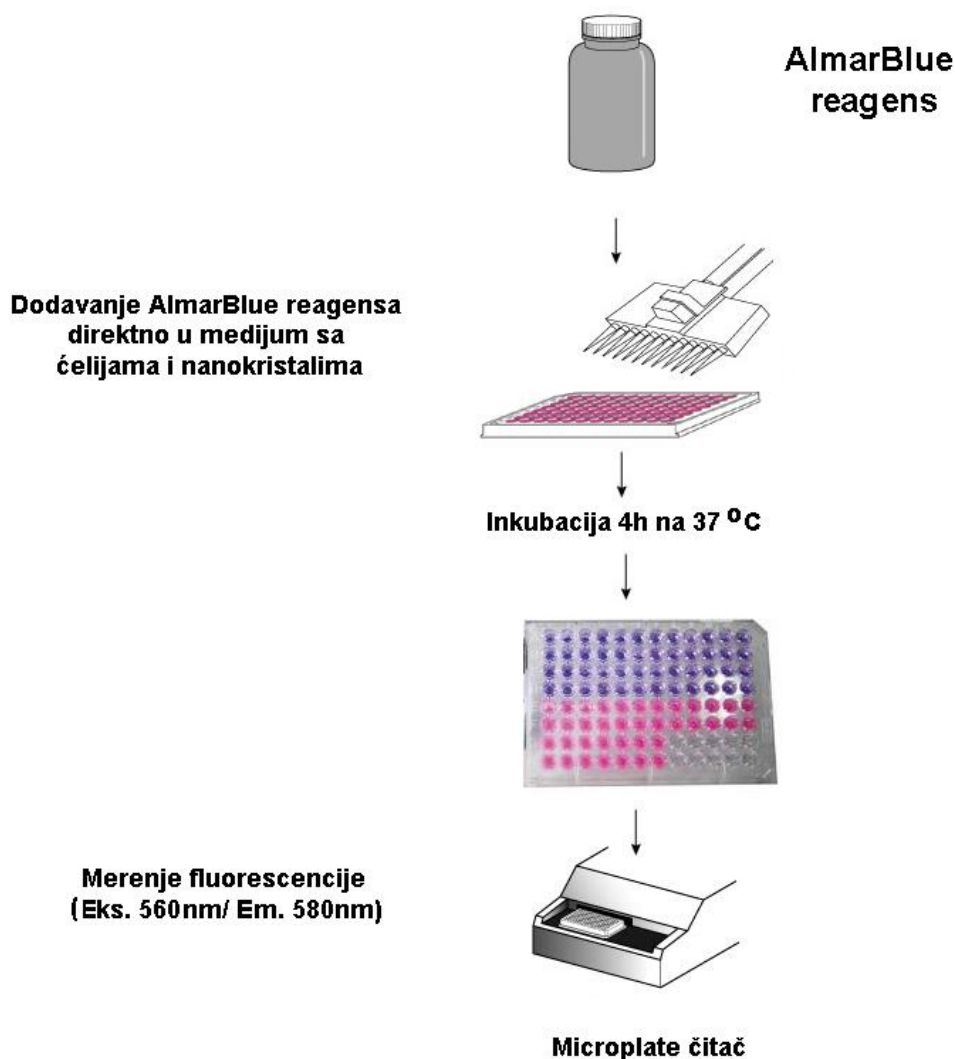 AlmarBlue
reagens
Dodavanje AlmarBlue reagensa
direktno u medijum sa
ćelijama i nanokristalima
Inkubacija 4h na 37 ⁰C
Merenje fluorescencije
(Eks. 560nm/ Em. 580nm)
Microplate čitač